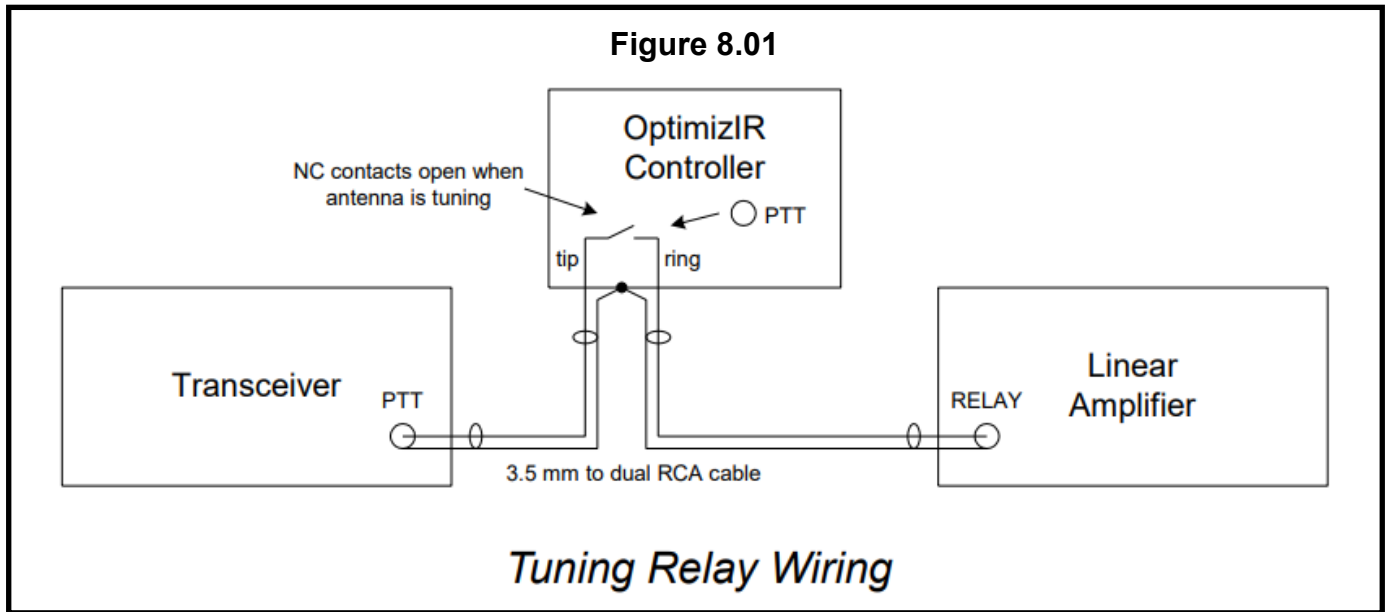 Figure 8.01
OptimizIR
Controller
NC contacts open when
antenna is tuning
PTT
tip
ring
Transceiver
PTT
RELAY
Linear
Amplifier
3.5 mm to dual RCA cable
Tuning Relay Wiring